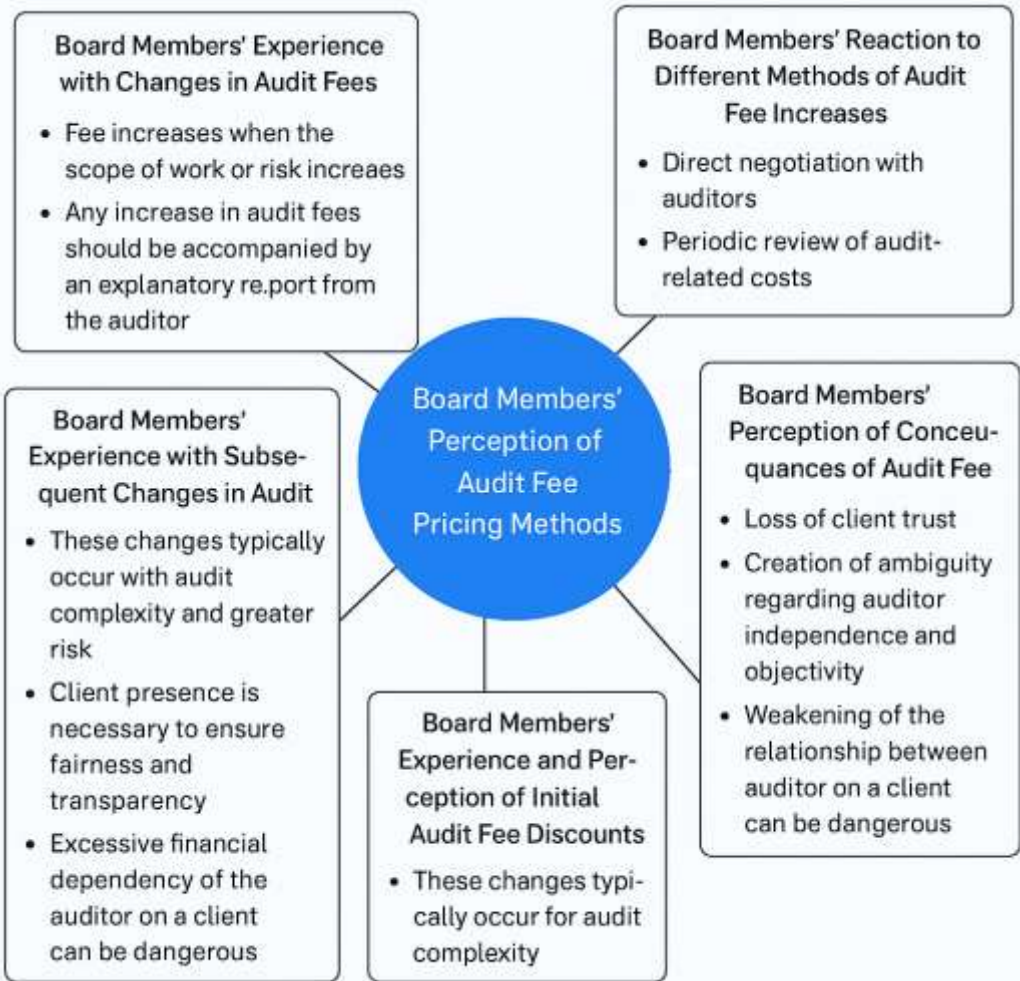 Board Members' Experience
with Changes in Audit Fees
• Fee increases when the
scope of work or risk increaes
• Any increase in audit fees
should be accompanied by
an explanatory re.port from
the auditor
Board Members' Reaction to
Different Methods of Audit
Fee Increases
• Direct negotiation with
auditors
• Periodic review of audit-
related costs
Board Members'
Perception of
Audit Fee
Pricing Methods
Board Members'
Experience with Subse-
quent Changes in Audit
• These changes typically
occur with audit
complexity and greater
risk
• Client presence is
necessary to ensure
fairness and
transparency
• Excessive financial
dependency of the
auditor on a client
can be dangerous
Board Members'
Experience and Per-
ception of Initial
Audit Fee Discounts
• These changes typi-
cally occur for audit
complexity
Board Members'
Perception of Conceu-
quances of Audit Fee
• Loss of client trust
• Creation of ambiguity
regarding auditor
independence and
objectivity
• Weakening of the
relationship between
auditor on a client
can be dangerous